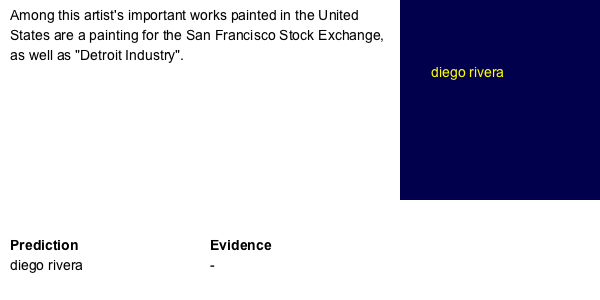 Among this artist's important works painted in the United
States are a painting for the San Francisco Stock Exchange,
as well as "Detroit Industry".
diego rivera
Prediction Evidence
diego rivera -